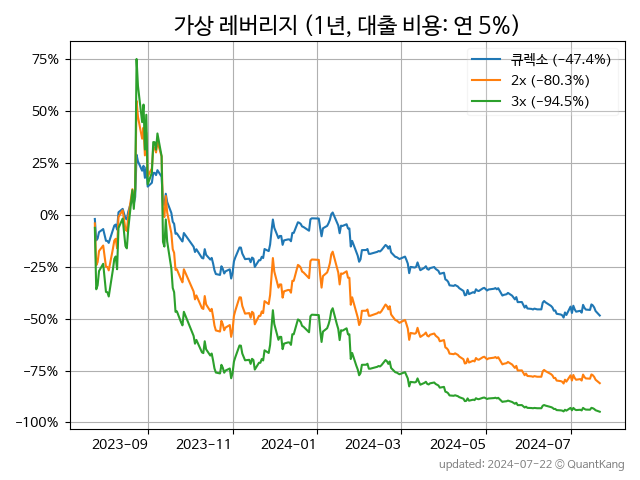 가상 레버리지 (1년, 대출 비용: 연 5%)
큐렉소 (−47.4%)
2x (−80.3%)
3x (−94.5%)
75%
50%
25%
0%
−25%
−50%
−75%
−100%
2023-09 2023-11 2024-01 2024-03 2024-05 2024-07
updated: 2024-07-22 © QuantKang